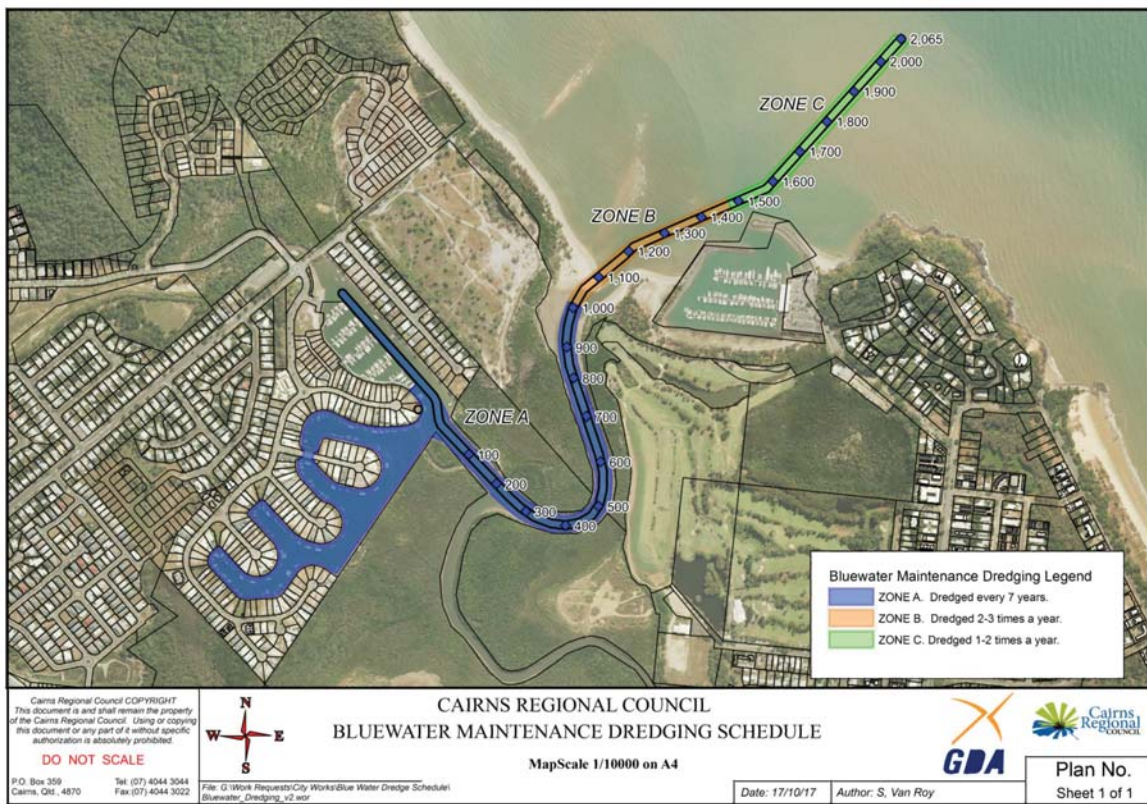 2,065
2,000
1,900
ZONE C
1,800
1,700
1,600
1,500
ZONE B
1,400
1,300
1,200
1,100
1,000
900
800
700
ZONE A
600
100
200
500
300
400
Bluewater Maintenance Dredging Legend
ZONE A. Dredged every 7 years.
ZONE B. Dredged 2-3 times a year.
ZONE C. Dredged 1-2 times a year.
Cairns Regional Council COPYRIGHT
This document is and shall remain the property
of the Cairns Regional Council. Using or copying
this document or any part of it without specific
authorization is absolutely prohibited.
DO NOT SCALE
P.O. Box 359 Tel: (07) 4044 3044
Cairns, Qld., 4870 Fax:(07) 4044 3022
N
W E
S
File: G:\Work Requests\City Works\Blue Water Dredge Schedule\
Bluewater_Dredging_v2.wor
CAIRNS REGIONAL COUNCIL
BLUEWATER MAINTENANCE DREDGING SCHEDULE
MapScale 1/10000 on A4
Date: 17/10/17
Author: S, Van Roy
GDA
Cairns
Regional
COUNCIL
Plan No.
Sheet 1 of 1